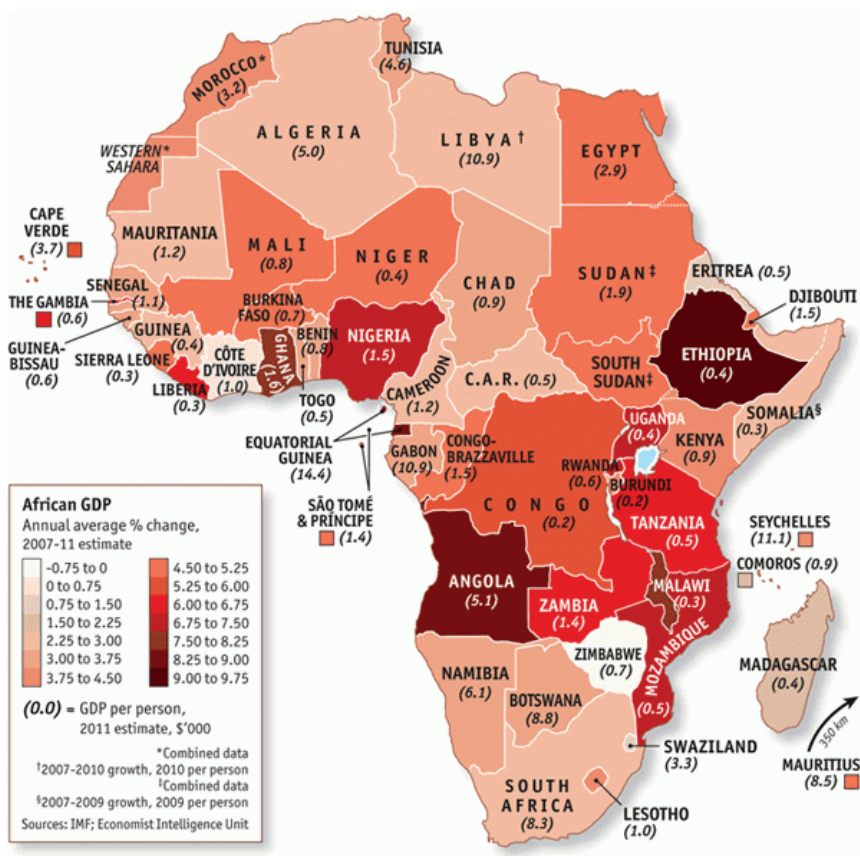 TUNISIA
(4.6)
MOROCCO*
(3.2)
ALGERIA
(5.0)
LIBYA†
(10.9)
EGYPT
(2.9)
WESTERN*
SAHARA
CAPE
VERDE
(3.7)
MAURITANIA
(1.2)
MALI
(0.8)
NIGER
(0.4)
CHAD
(0.9)
SUDAN‡
(1.9)
ERITREA (0.5)
DJIBOUTI
(1.5)
SENEGAL
(1.1)
THE GAMBIA
(0.6)
GUINEA-
BISSAU
(0.6)
GUINEA
(0.4)
SIERRA LEONE
(0.3)
LIBERIA
(0.3)
CÔTE
D'IVOIRE
(1.0)
BURKINA
FASO (0.7)
GHANA
(1.6)
BENIN
(0.8)
TOGO
(0.5)
NIGERIA
(1.5)
CAMEROON
(1.2)
C.A.R. (0.5)
SOUTH
SUDAN‡
ETHIOPIA
(0.4)
SOMALIA§
(0.3)
EQUATORIAL
GUINEA
(14.4)
SÃO TOMÉ
& PRÍNCIPE
(1.4)
GABON
(10.9)
CONGO-
BRAZZAVILLE
(1.5)
CONGO
(0.2)
UGANDA
(0.4)
KENYA
(0.9)
RWANDA
(0.6)
BURUNDI
(0.2)
TANZANIA
(0.5)
SEYCHELLES
(11.1)
COMOROS (0.9)
ANGOLA
(5.1)
ZAMBIA
(1.4)
MALAWI
(0.3)
MOZAMBIQUE
(0.5)
ZIMBABWE
(0.7)
MADAGASCAR
(0.4)
NAMIBIA
(6.1)
BOTSWANA
(8.8)
350 km
MAURITIUS
(8.5)
SWAZILAND
(3.3)
SOUTH
AFRICA
(8.3)
LESOTHO
(1.0)
African GDP
Annual average % change,
2007-11 estimate
-0.75 to 0
0 to 0.75
0.75 to 1.50
1.50 to 2.25
2.25 to 3.00
3.00 to 3.75
3.75 to 4.50
4.50 to 5.25
5.25 to 6.00
6.00 to 6.75
6.75 to 7.50
7.50 to 8.25
8.25 to 9.00
9.00 to 9.75
(0.0) = GDP per person,
2011 estimate, $'000
*Combined data
†2007-2010 growth, 2010 per person
‡Combined data
§2007-2009 growth, 2009 per person
Sources: IMF; Economist Intelligence Unit